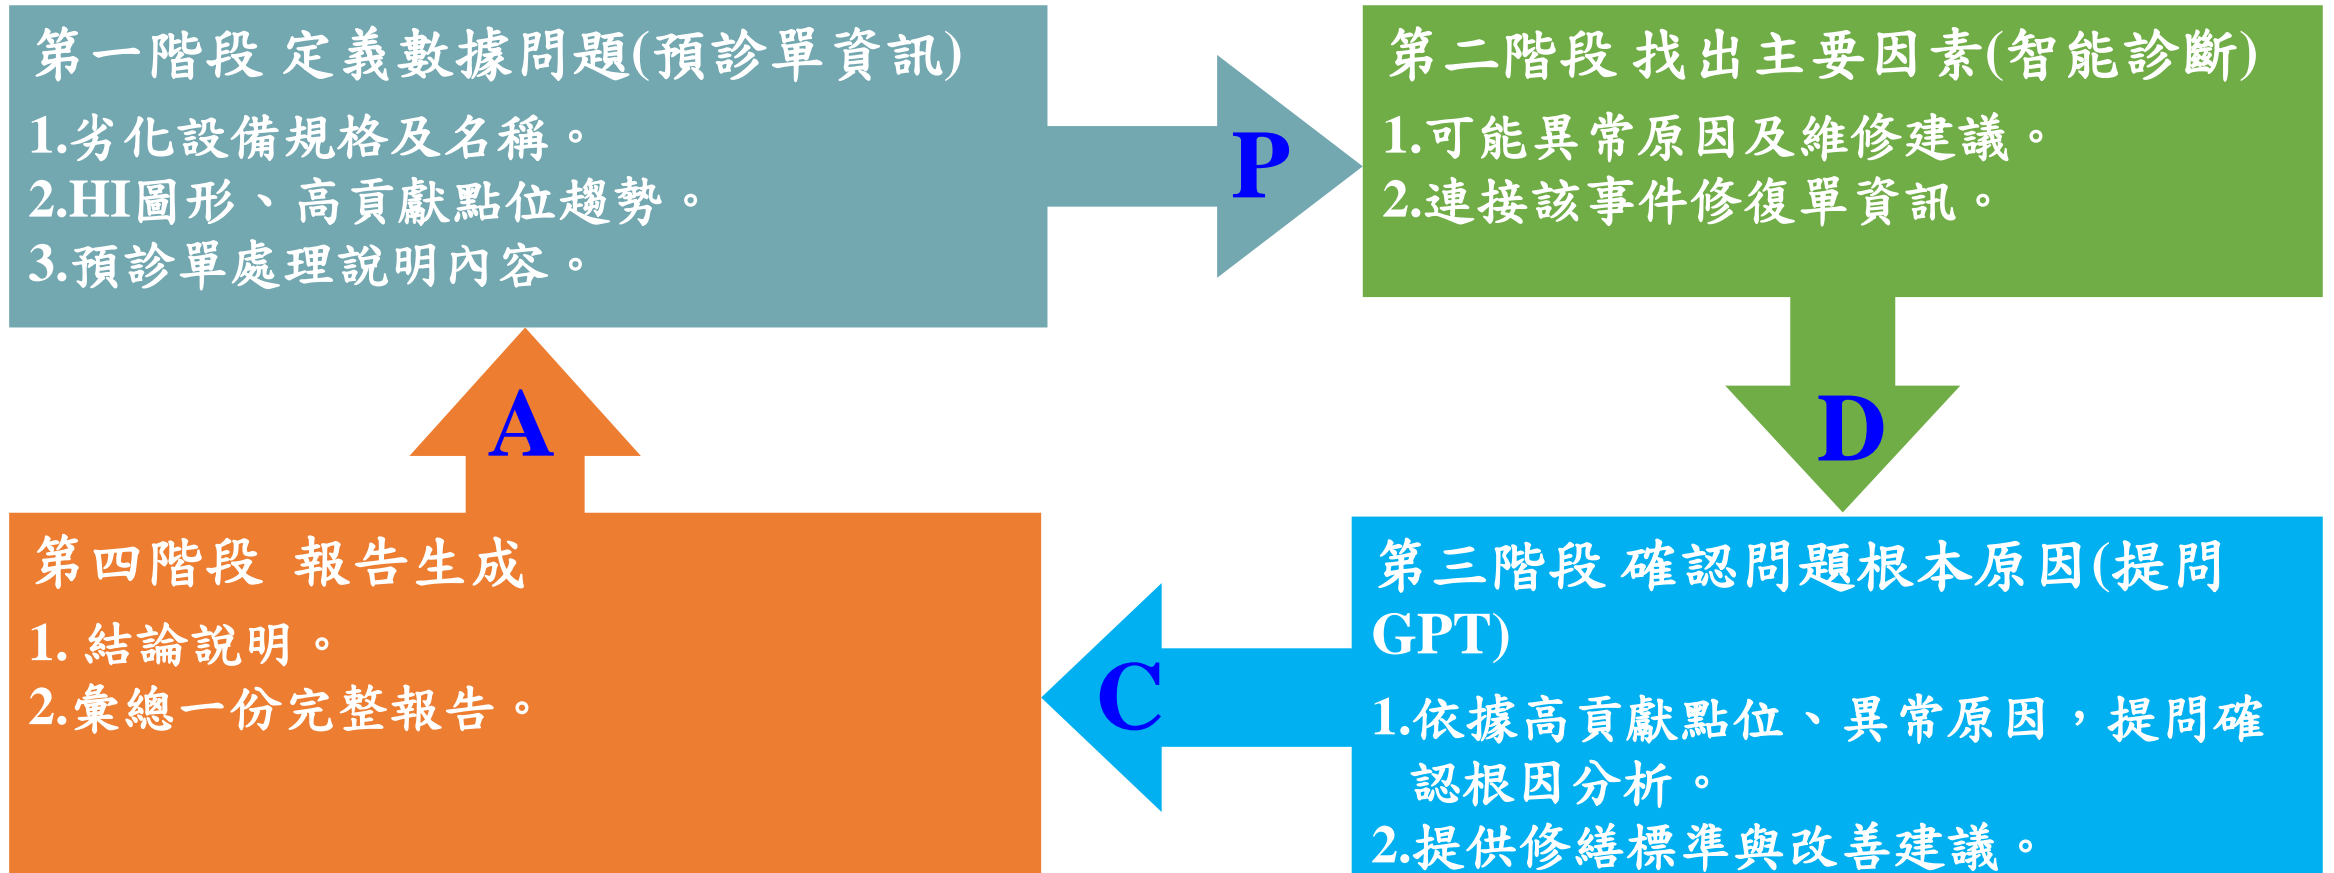 第一階段 定義數據問題(預診單資訊)
1.劣化設備規格及名稱。
2.HI圖形、高貢獻點位趨勢。
3.預診單處理說明內容。
P
第二階段 找出主要因素(智能診斷)
1.可能異常原因及維修建議。
2.連接該事件修復單資訊。
D
第三階段 確認問題根本原因(提問
GPT)
1.依據高貢獻點位、異常原因，提問確
認根因分析。
2.提供修繕標準與改善建議。
C
第四階段 報告生成
1. 結論說明。
2.彙總一份完整報告。
A